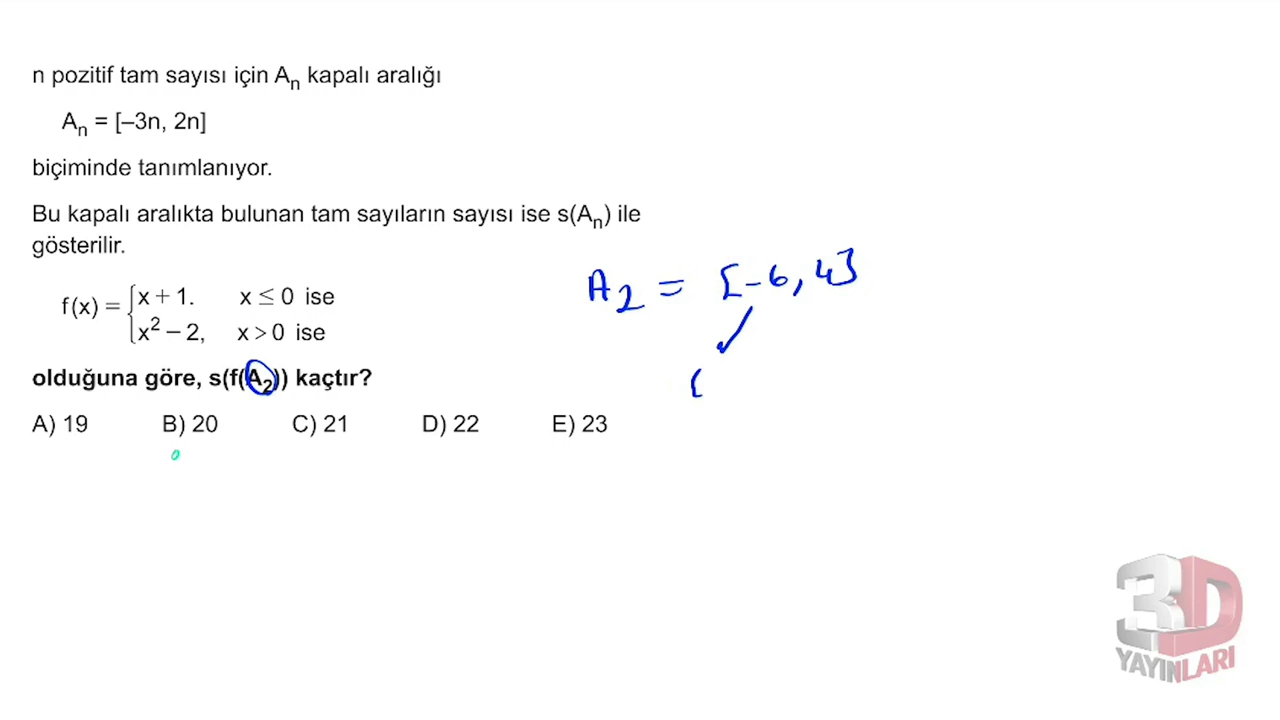 n pozitif tam sayısı için Aₙ kapalı aralığı
Aₙ = [–3n, 2n]
biçiminde tanımlanıyor.
Bu kapalı aralıkta bulunan tam sayıların sayısı ise s(Aₙ) ile
gösterilir.
A₂ = [-6, 4]
f(x) = { x + 1. x ≤ 0 ise
x² – 2, x > 0 ise
[
olduğuna göre, s(f(A₂)) kaçtır?
A) 19 B) 20 C) 21 D) 22 E) 23
3D
YAYINLARI